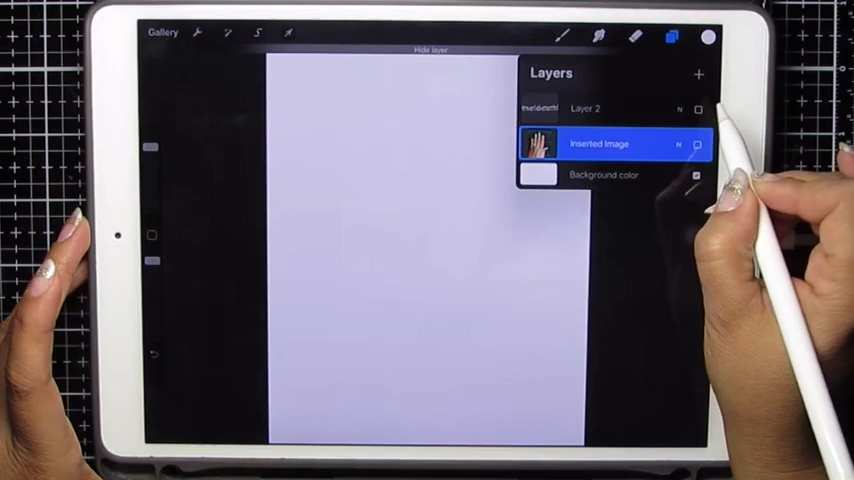 Gallery
Hide layer
Layers
Layer 2
N
Inserted Image
N
Background color